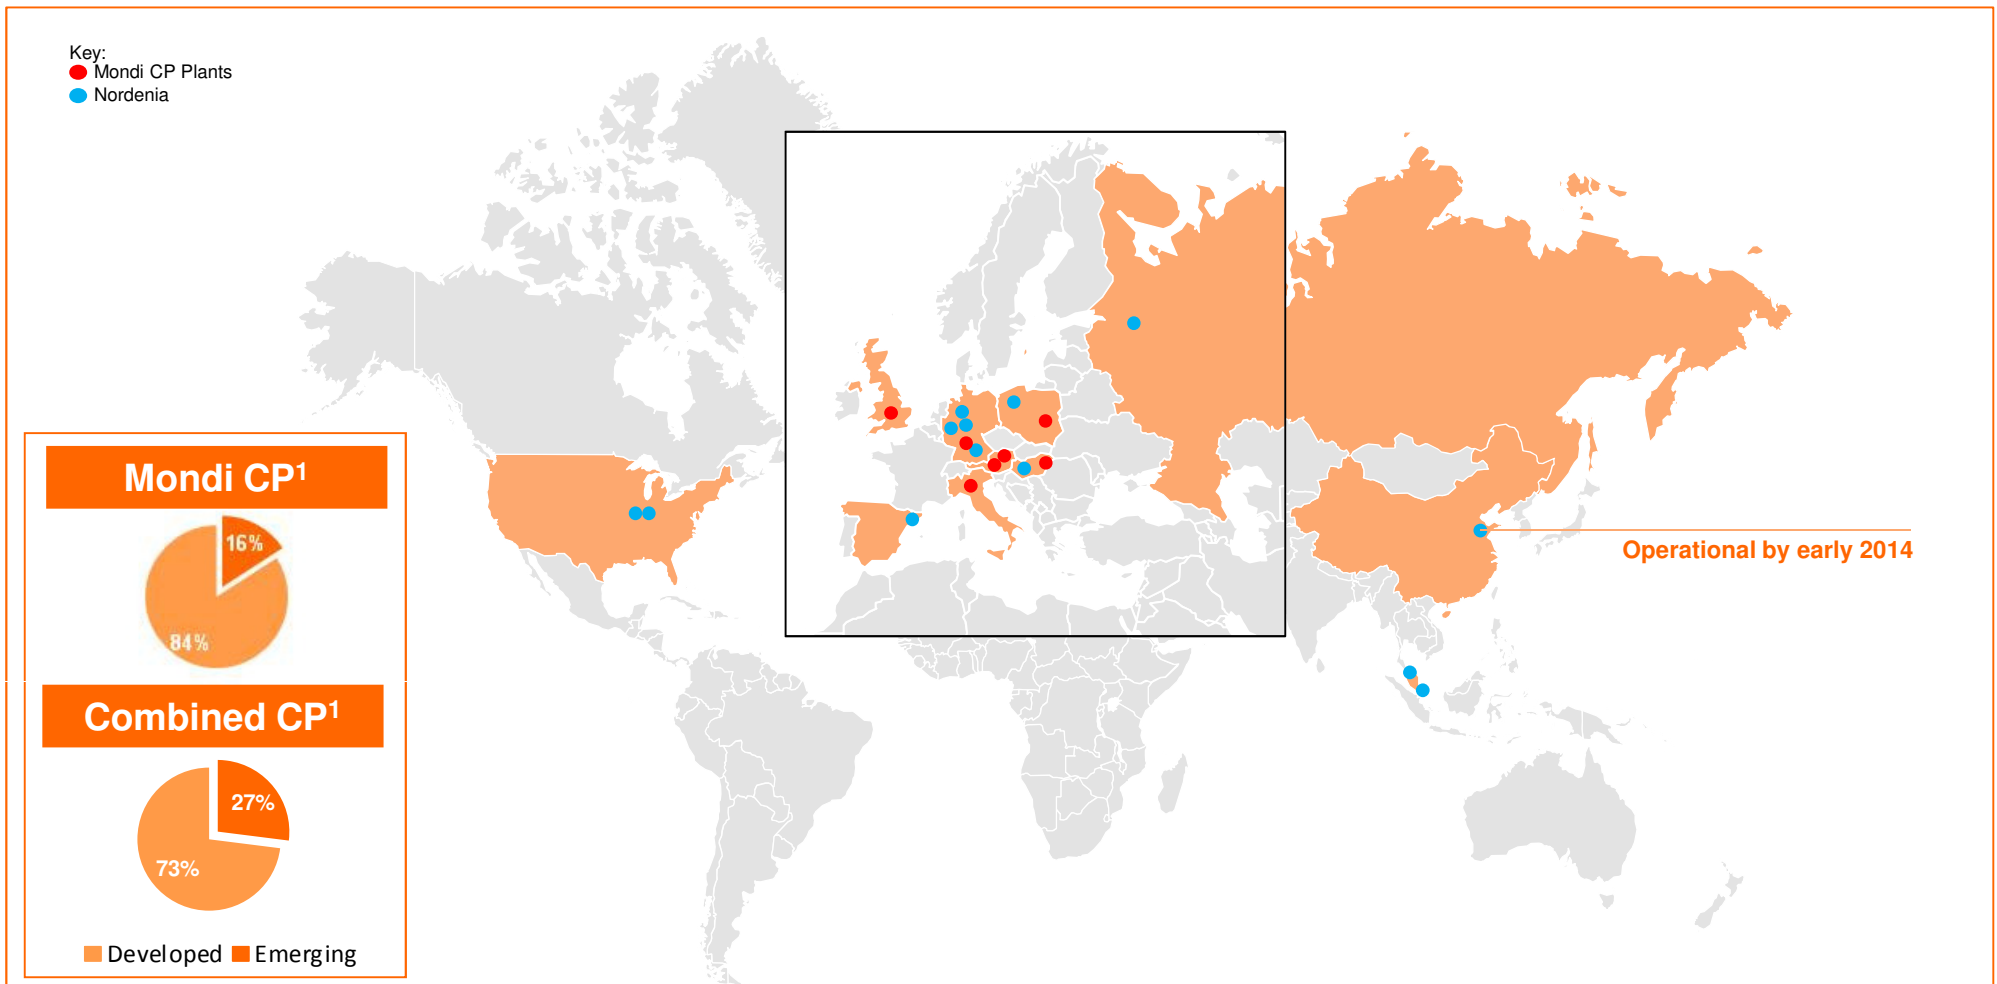 Key:
Mondi CP Plants
Nordenia
Mondi CP¹
16%
84%
Combined CP¹
27%
73%
Developed Emerging
Operational by early 2014